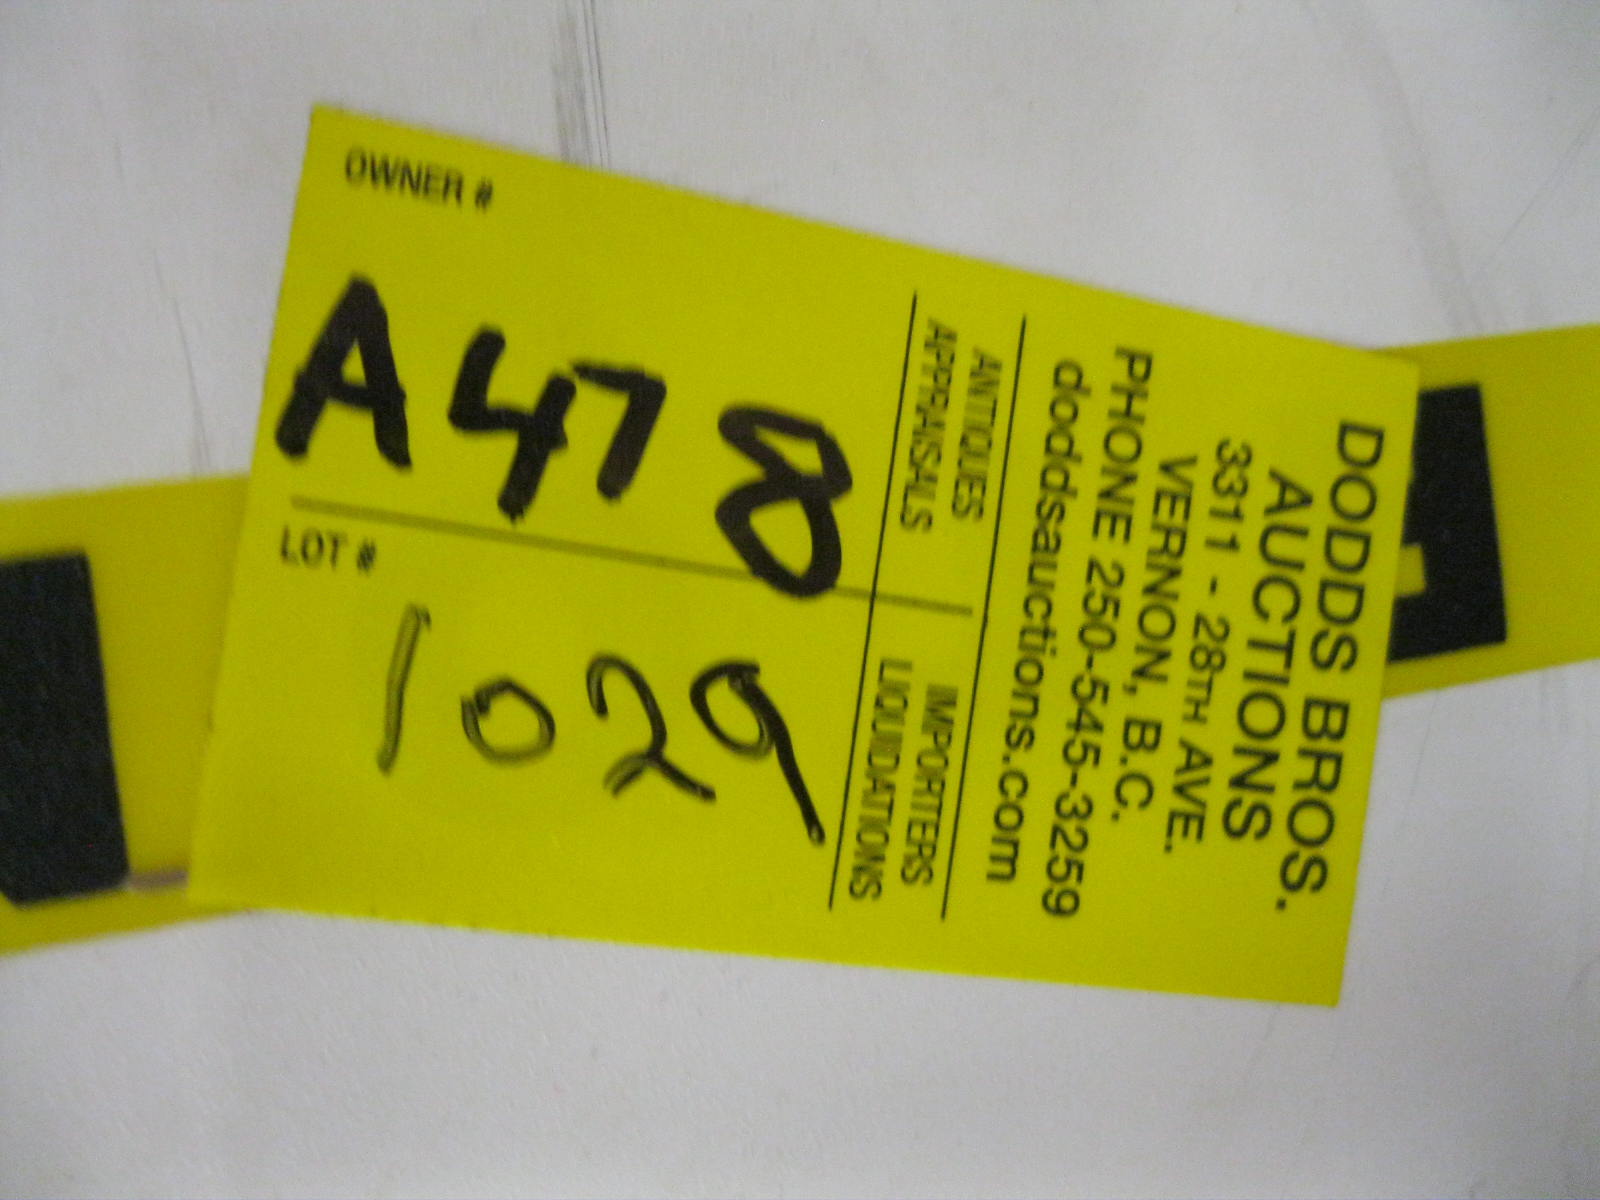 OWNER #
A478
LOT #
1029
DODDS BROS.
AUCTIONS
3311 - 28TH AVE.
VERNON, B.C.
PHONE 250-545-3259
doddsauctions.com
ANTIQUES IMPORTERS
APPRAISALS LIQUIDATIONS